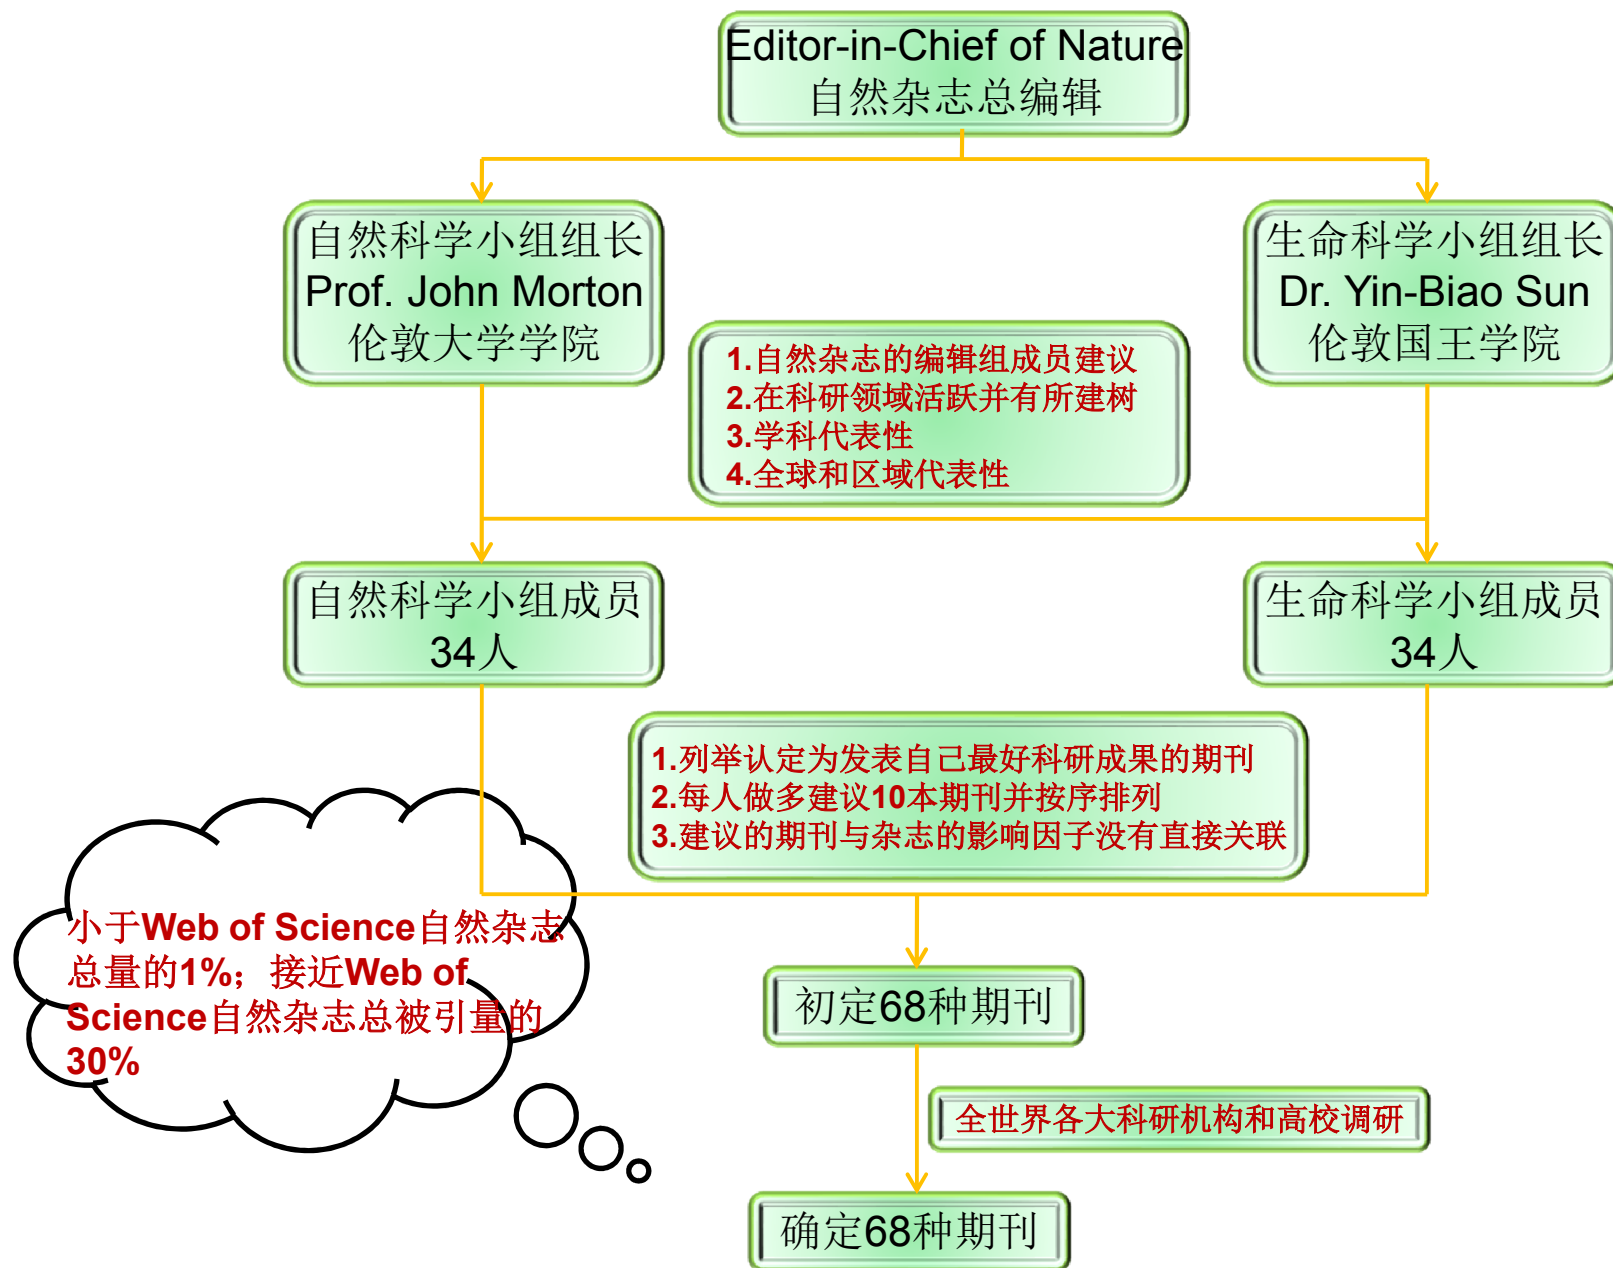 Editor-in-Chief of Nature
自然杂志总编辑
自然科学小组组长
Prof. John Morton
伦敦大学学院
生命科学小组组长
Dr. Yin-Biao Sun
伦敦国王学院
1.自然杂志的编辑组成员建议
2.在科研领域活跃并有所建树
3.学科代表性
4.全球和区域代表性
自然科学小组成员
34人
生命科学小组成员
34人
1.列举认定为发表自己最好科研成果的期刊
2.每人做多建议10本期刊并按序排列
3.建议的期刊与杂志的影响因子没有直接关联
小于Web of Science自然杂志
总量的1%；接近Web of
Science自然杂志总被引量的
30%
初定68种期刊
全世界各大科研机构和高校调研
确定68种期刊